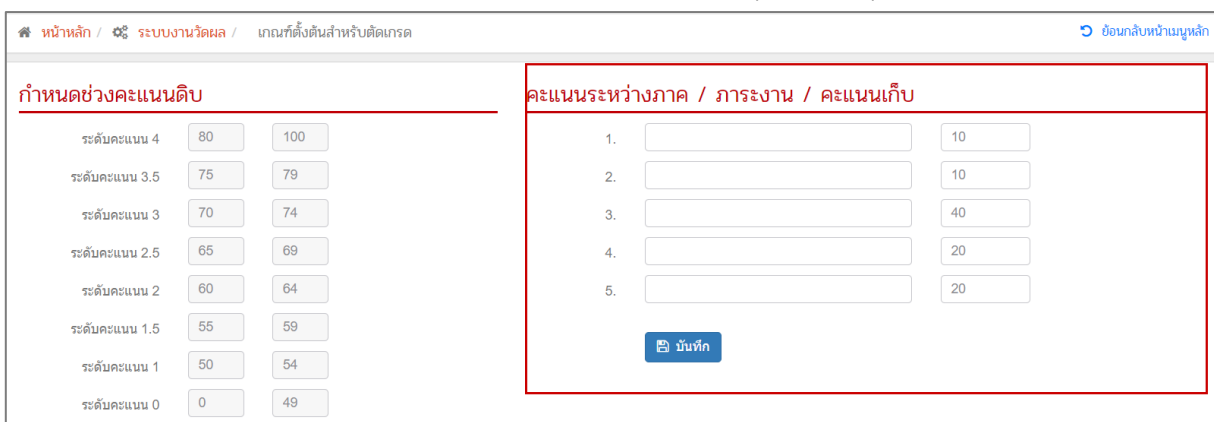 หน้าหลัก / ระบบงานวัดผล / เกณฑ์ตั้งต้นสำหรับตัดเกรด ย้อนกลับหน้าเมนูหลัก
กำหนดช่วงคะแนนดิบ
ระดับคะแนน 4 80 100
ระดับคะแนน 3.5 75 79
ระดับคะแนน 3 70 74
ระดับคะแนน 2.5 65 69
ระดับคะแนน 2 60 64
ระดับคะแนน 1.5 55 59
ระดับคะแนน 1 50 54
ระดับคะแนน 0 0 49
คะแนนระหว่างภาค / ภาระงาน / คะแนนเก็บ
1. 10
2. 10
3. 40
4. 20
5. 20
บันทึก